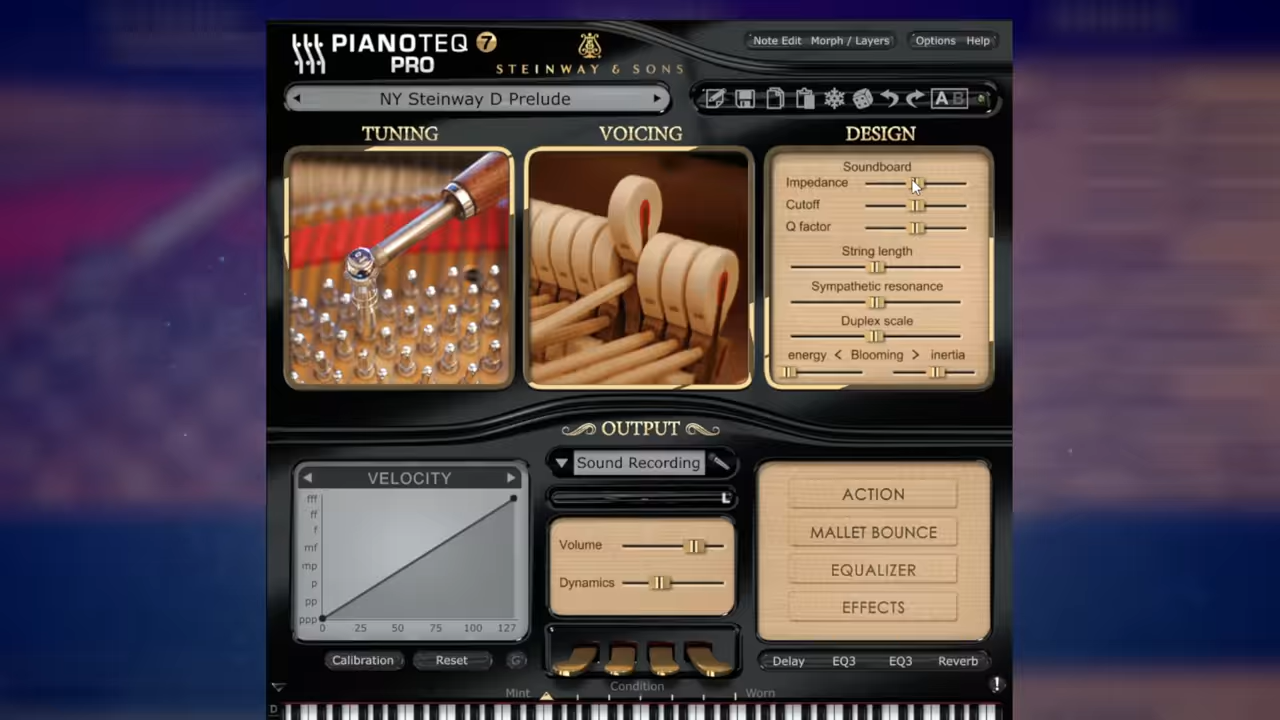 PIANOTEQ 7
PRO
STEINWAY & SONS
Note Edit Morph / Layers Options Help
NY Steinway D Prelude
A B
TUNING VOICING DESIGN
Soundboard
Impedance
Cutoff
Q factor
String length
Sympathetic resonance
Duplex scale
energy < Blooming > inertia
OUTPUT
Sound Recording
L
VELOCITY
fff
ff
f
mf
mp
p
pp
ppp
0 25 50 75 100 127
Calibration Reset G
Volume
Dynamics
ACTION
MALLET BOUNCE
EQUALIZER
EFFECTS
Delay EQ3 EQ3 Reverb
!
Mint Condition Worn
D